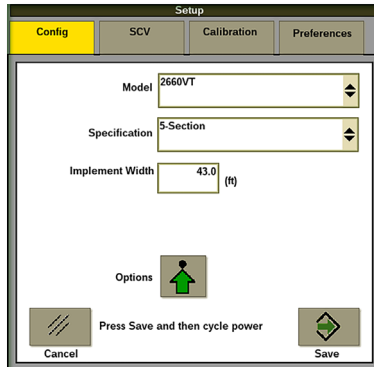 Setup
Config SCV Calibration Preferences
Model 2660VT
Specification 5-Section
Implement Width 43.0 (ft)
Options
Press Save and then cycle power
Cancel Save